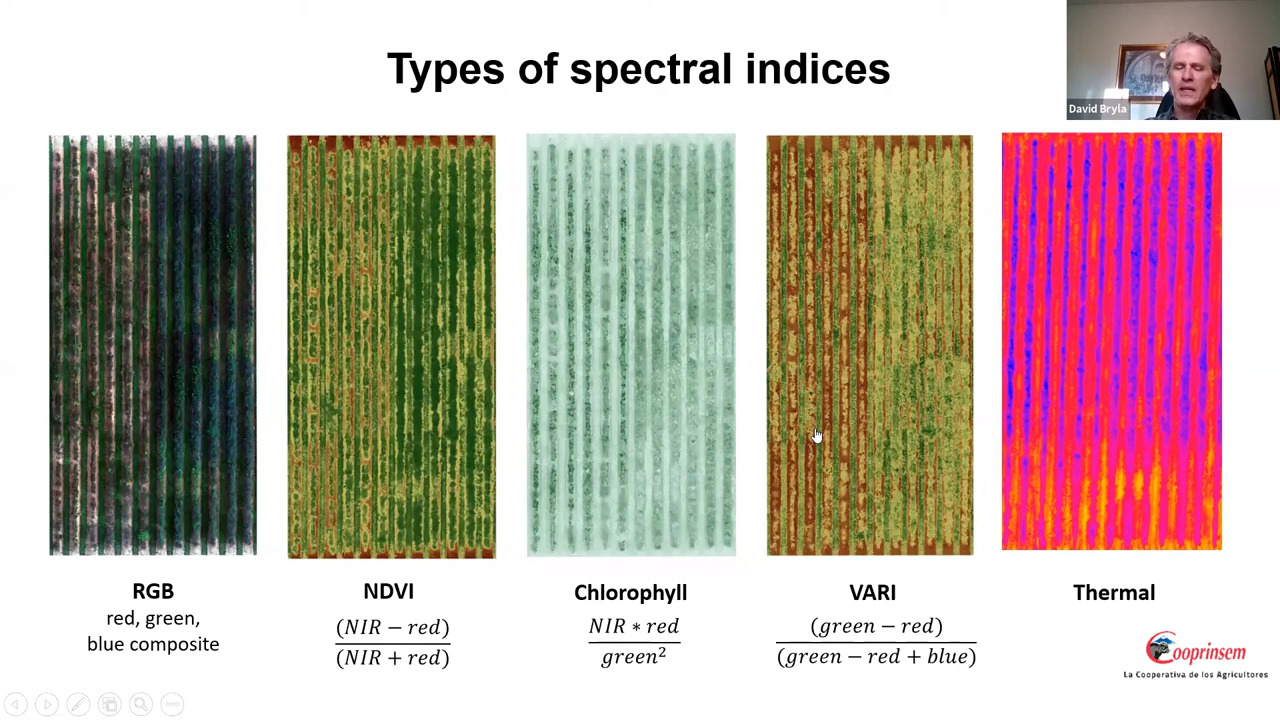 Types of spectral indices
David Bryla
RGB
red, green,
blue composite
NDVI
(NIR − red)
(NIR + red)
Chlorophyll
NIR ∗ red
green²
VARI
(green − red)
(green − red + blue)
Thermal
Cooprinsem
La Cooperativa de los Agricultores